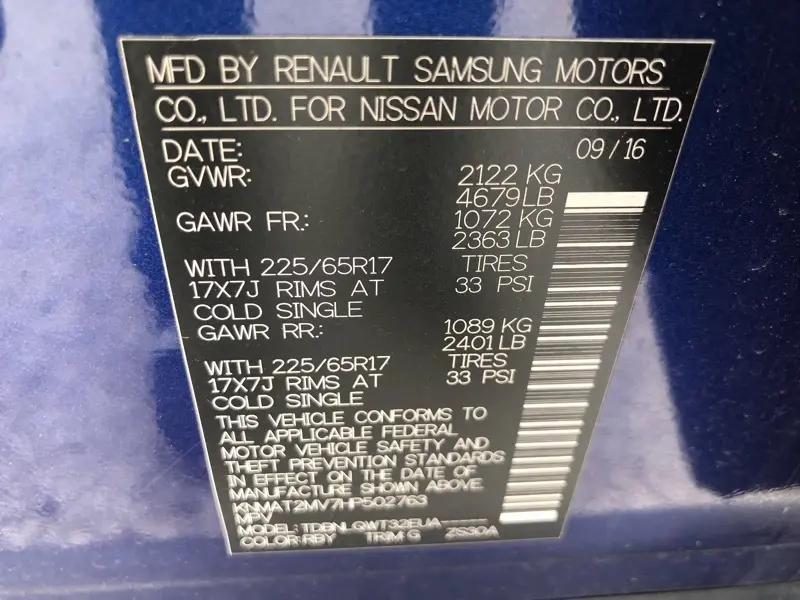 MFD BY RENAULT SAMSUNG MOTORS
CO., LTD. FOR NISSAN MOTOR CO., LTD.
DATE: 09/16
GVWR: 2122 KG
4679 LB
GAWR FR.: 1072 KG
2363 LB
WITH 225/65R17 TIRES
17X7J RIMS AT 33 PSI
COLD SINGLE
GAWR RR.: 1089 KG
2401 LB
WITH 225/65R17 TIRES
17X7J RIMS AT 33 PSI
COLD SINGLE
THIS VEHICLE CONFORMS TO
ALL APPLICABLE FEDERAL
MOTOR VEHICLE SAFETY AND
THEFT PREVENTION STANDARDS
IN EFFECT ON THE DATE OF
MANUFACTURE SHOWN ABOVE.
KNMAT2MV7HP502763
MPV
MODEL: TDBNLQWT32EUA------
COLOR:RBY TRIM:G ZS30A